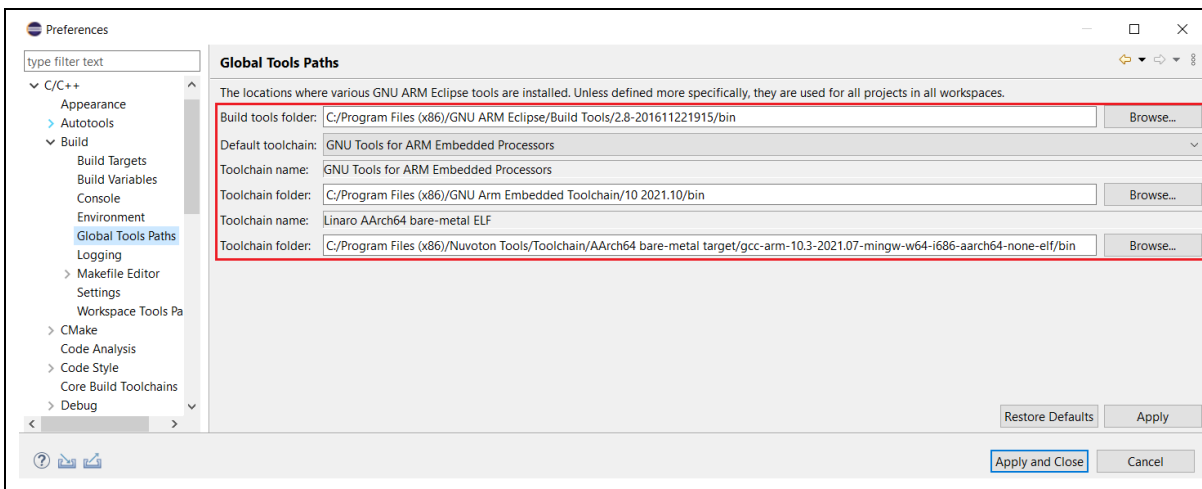 Preferences
type filter text
C/C++
Appearance
Autotools
Build
Build Targets
Build Variables
Console
Environment
Global Tools Paths
Logging
Makefile Editor
Settings
Workspace Tools Pa
CMake
Code Analysis
Code Style
Core Build Toolchains
Debug
Global Tools Paths
The locations where various GNU ARM Eclipse tools are installed. Unless defined more specifically, they are used for all projects in all workspaces.
Build tools folder: C:/Program Files (x86)/GNU ARM Eclipse/Build Tools/2.8-201611221915/bin Browse...
Default toolchain: GNU Tools for ARM Embedded Processors
Toolchain name: GNU Tools for ARM Embedded Processors
Toolchain folder: C:/Program Files (x86)/GNU Arm Embedded Toolchain/10 2021.10/bin Browse...
Toolchain name: Linaro AArch64 bare-metal ELF
Toolchain folder: C:/Program Files (x86)/Nuvoton Tools/Toolchain/AArch64 bare-metal target/gcc-arm-10.3-2021.07-mingw-w64-i686-aarch64-none-elf/bin Browse...
Restore Defaults Apply
Apply and Close Cancel